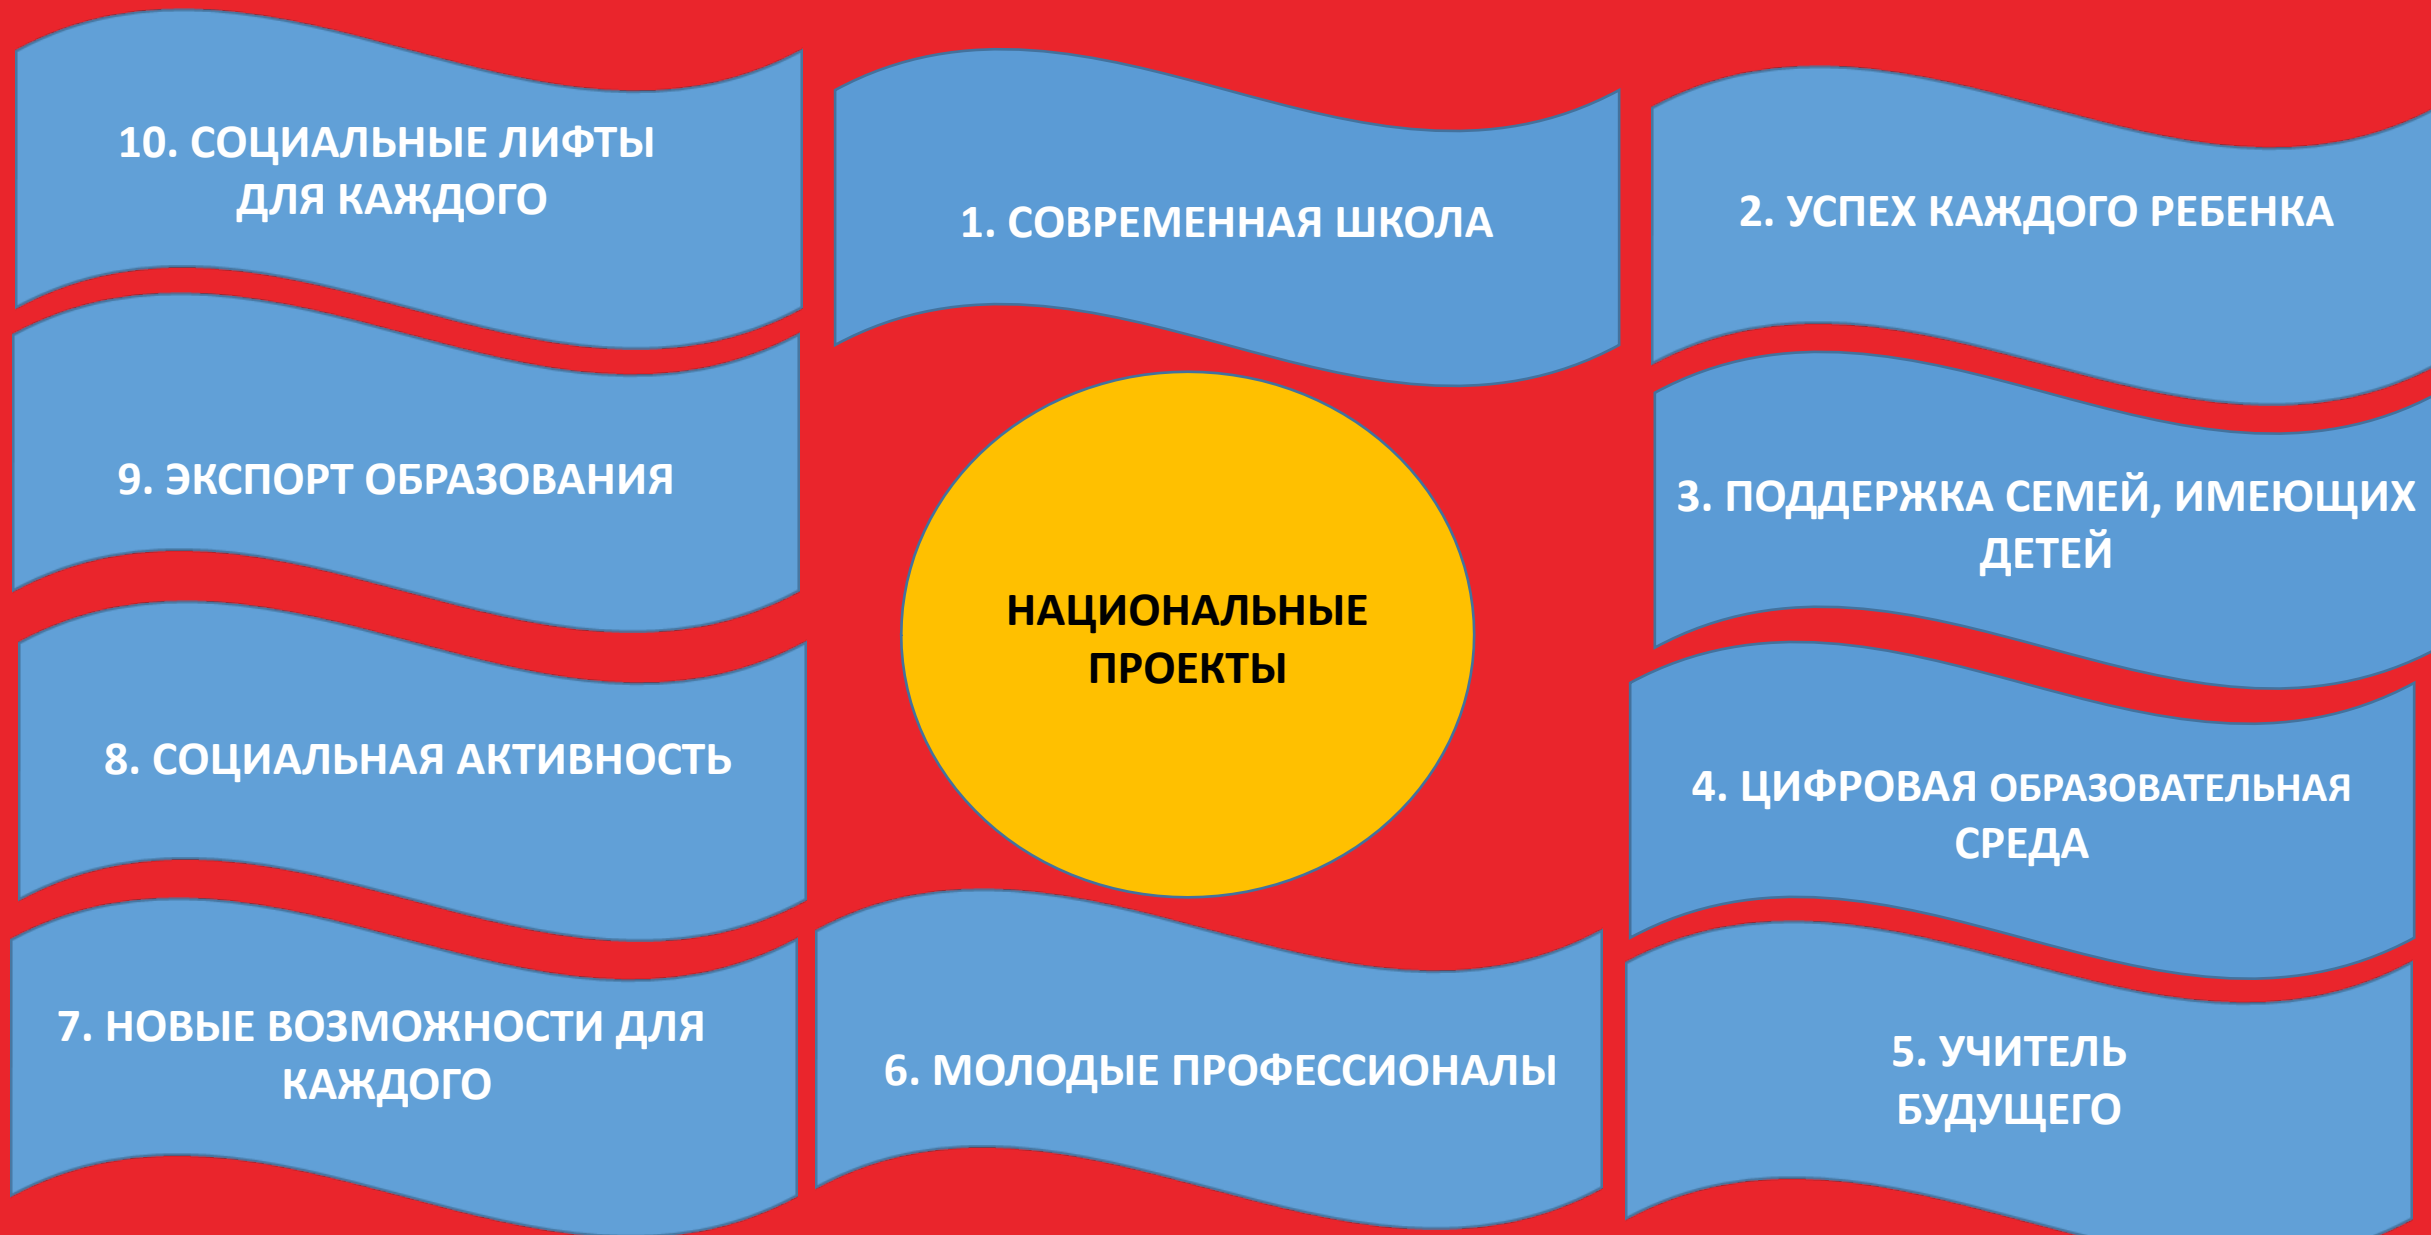 10. СОЦИАЛЬНЫЕ ЛИФТЫ
ДЛЯ КАЖДОГО
1. СОВРЕМЕННАЯ ШКОЛА
2. УСПЕХ КАЖДОГО РЕБЕНКА
9. ЭКСПОРТ ОБРАЗОВАНИЯ
3. ПОДДЕРЖКА СЕМЕЙ, ИМЕЮЩИХ
ДЕТЕЙ
НАЦИОНАЛЬНЫЕ
ПРОЕКТЫ
8. СОЦИАЛЬНАЯ АКТИВНОСТЬ
4. ЦИФРОВАЯ ОБРАЗОВАТЕЛЬНАЯ
СРЕДА
7. НОВЫЕ ВОЗМОЖНОСТИ ДЛЯ
КАЖДОГО
6. МОЛОДЫЕ ПРОФЕССИОНАЛЫ
5. УЧИТЕЛЬ
БУДУЩЕГО